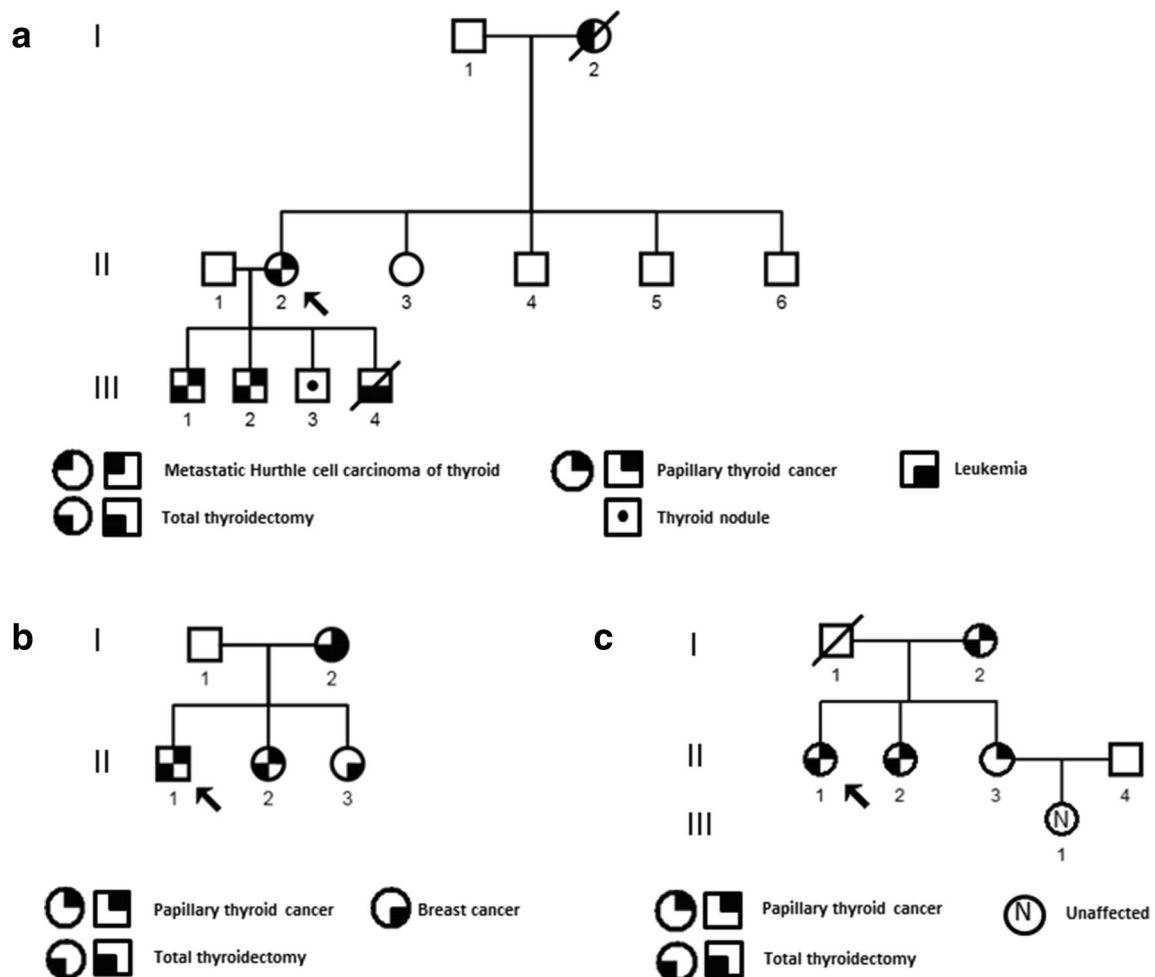 a
I
1 2
II
1 2 3 4 5 6
III
1 2 3 4
Metastatic Hurthle cell carcinoma of thyroid Papillary thyroid cancer Leukemia
Total thyroidectomy Thyroid nodule
b
I
1 2
II
1 2 3
Papillary thyroid cancer Breast cancer
Total thyroidectomy
c
I
1 2
II
1 2 3 4
III
N
1
Papillary thyroid cancer N Unaffected
Total thyroidectomy